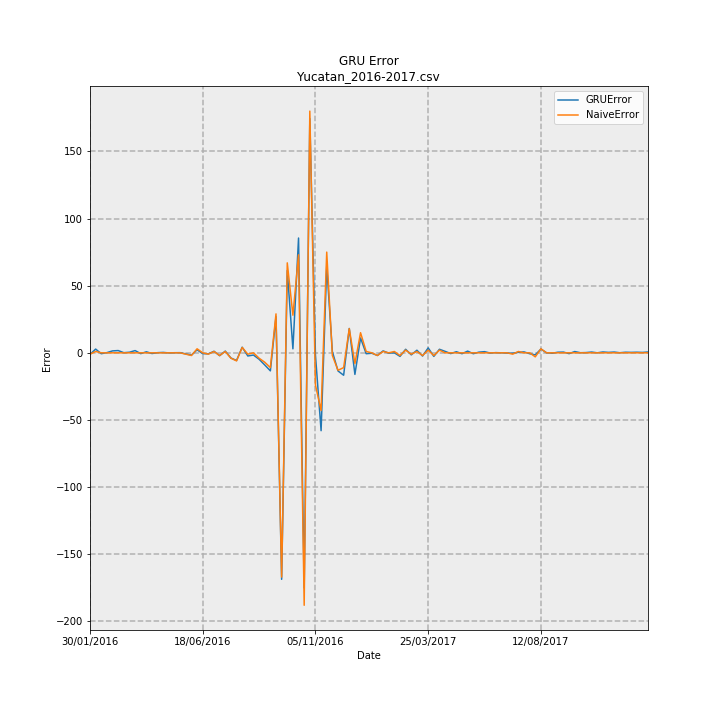 GRU Error
Yucatan_2016-2017.csv
GRUError
NaiveError
150
100
50
0
−50
−100
−150
−200
Error
30/01/2016
18/06/2016
05/11/2016
25/03/2017
12/08/2017
Date